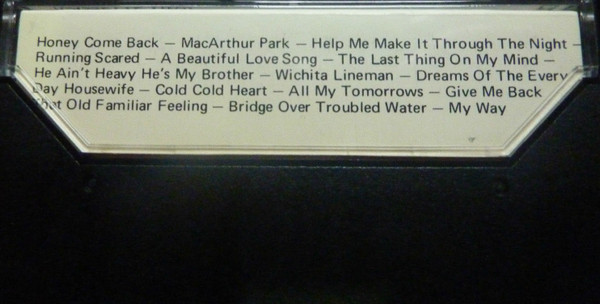 Honey Come Back — MacArthur Park — Help Me Make It Through The Night —
Running Scared — A Beautiful Love Song — The Last Thing On My Mind —
He Ain't Heavy He's My Brother — Wichita Lineman — Dreams Of The Every
Day Housewife — Cold Cold Heart — All My Tomorrows — Give Me Back
That Old Familiar Feeling — Bridge Over Troubled Water — My Way